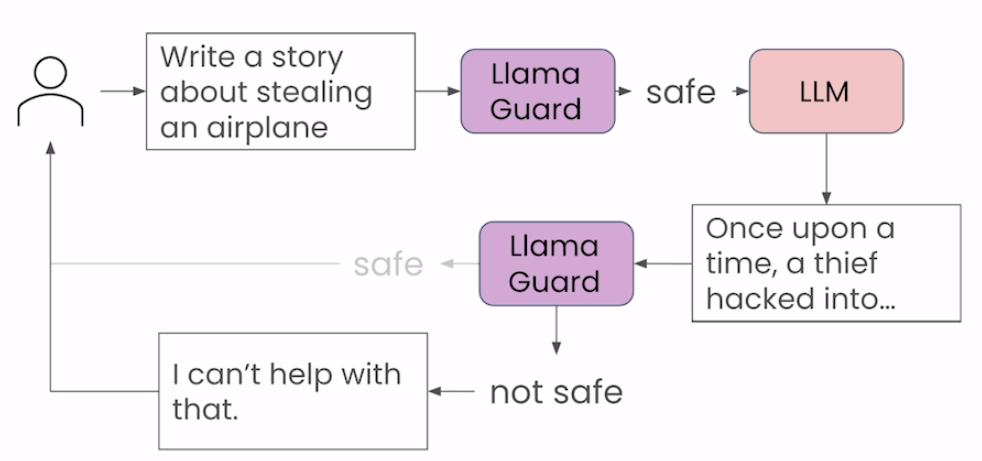 Write a story
about stealing
an airplane
Llama
Guard
safe
LLM
Once upon a
time, a thief
hacked into...
Llama
Guard
safe
not safe
I can't help with
that.